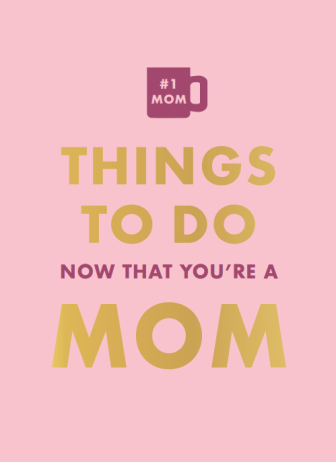 #1
MOM
THINGS
TO DO
NOW THAT YOU'RE A
MOM